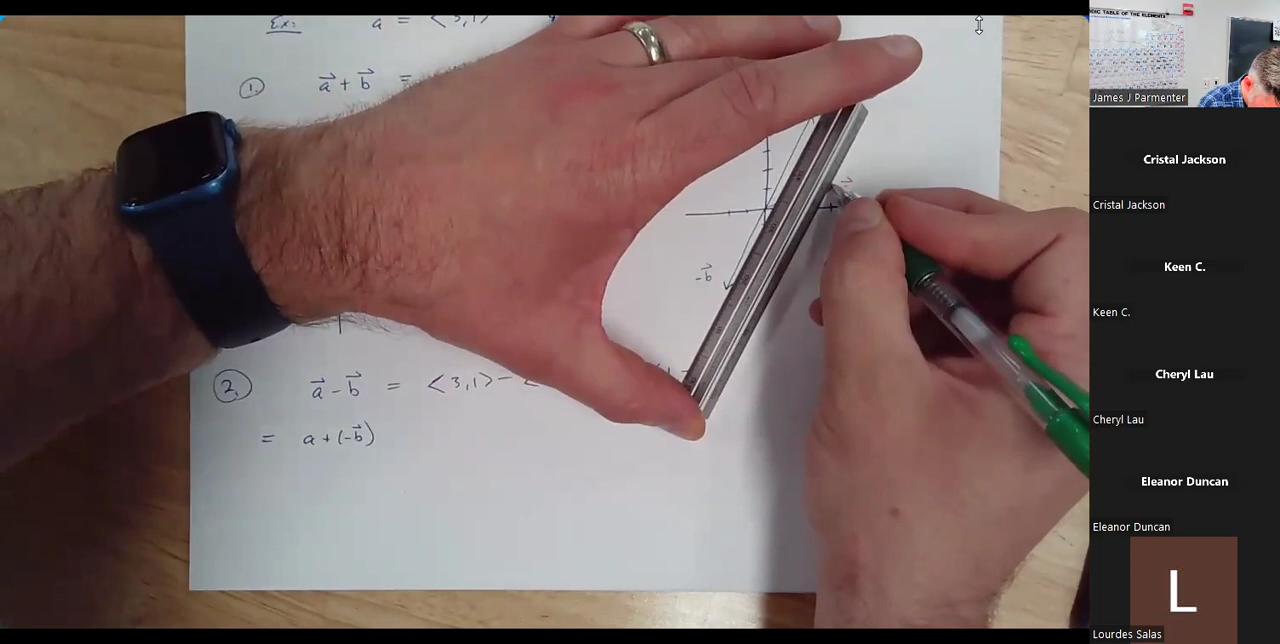 Ex:
a = <3,1>
1. a⃗ + b⃗ =
-b⃗
2. a⃗ - b⃗ = <3,1> -
= a + (-b⃗)
DIC TABLE OF THE ELEMENTS
James J Parmenter
Cristal Jackson
Cristal Jackson
Keen C.
Keen C.
Cheryl Lau
Cheryl Lau
Eleanor Duncan
Eleanor Duncan
L
Lourdes Salas